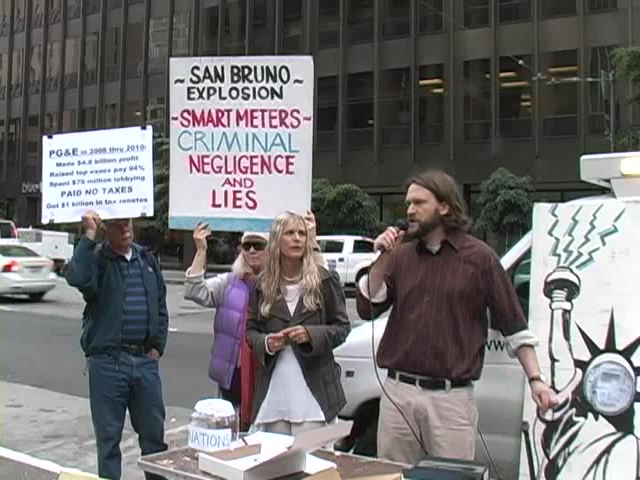 PG&E in 2008 thru 2010:
Made $4.8 billion profit
Raised top execs pay 94%
Spent $79 million lobbying
PAID NO TAXES
Got $1 billion in tax rebates
~ SAN BRUNO ~
EXPLOSION
~SMART METERS~
CRIMINAL
NEGLIGENCE
AND
LIES
NATIONS